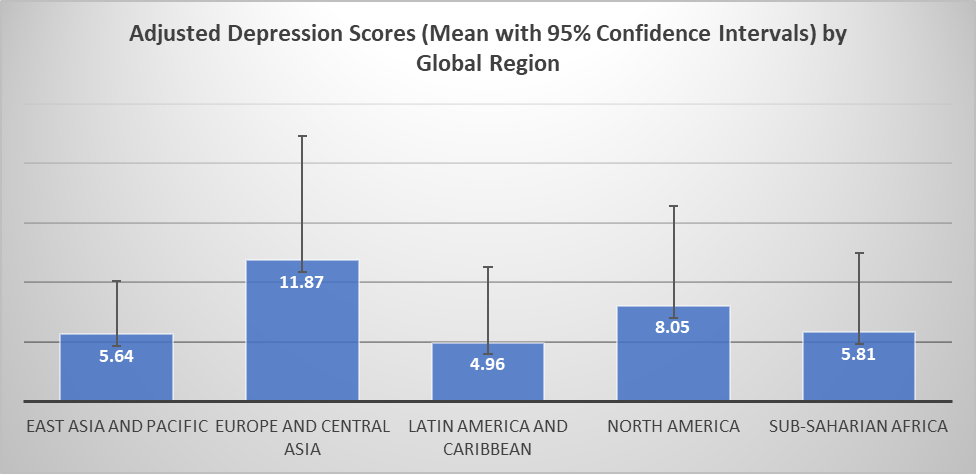 Adjusted Depression Scores (Mean with 95% Confidence Intervals) by
Global Region
5.64
11.87
4.96
8.05
5.81
EAST ASIA AND PACIFIC
EUROPE AND CENTRAL
ASIA
LATIN AMERICA AND
CARIBBEAN
NORTH AMERICA
SUB-SAHARIAN AFRICA